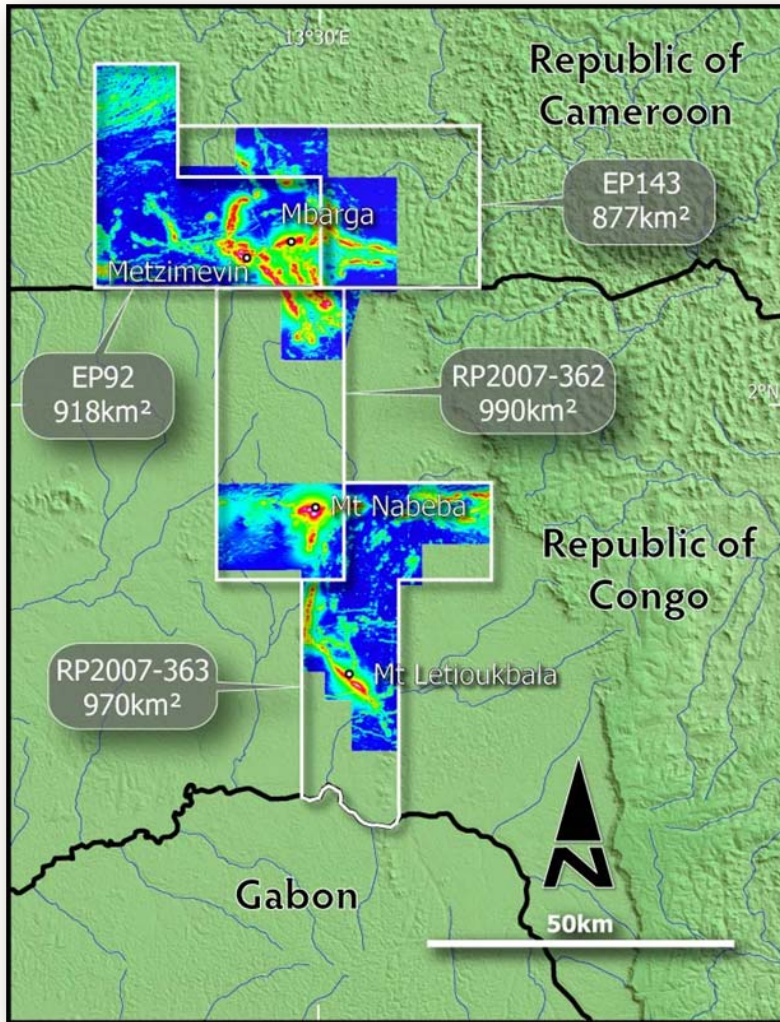 13°30'E
Republic of
Cameroon
EP143
877km²
Mbarga
Metzimevin
EP92
918km²
RP2007-362
990km²
2°N
Mt Nabeba
Republic of
Congo
RP2007-363
970km²
Mt Letioukbala
Gabon
N
50km